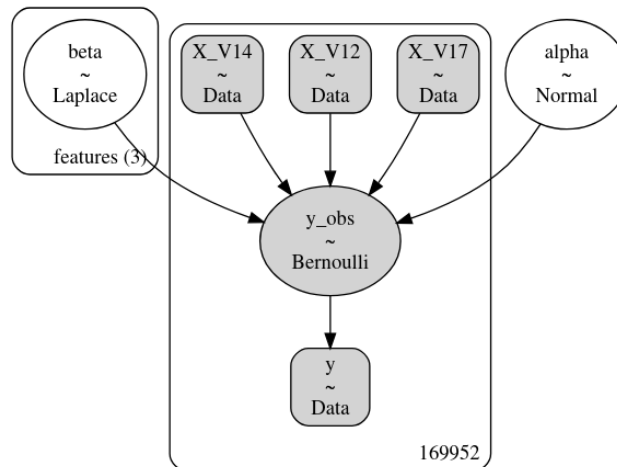 beta
~
Laplace
features (3)
X_V14
~
Data
X_V12
~
Data
X_V17
~
Data
alpha
~
Normal
y_obs
~
Bernoulli
y
~
Data
169952